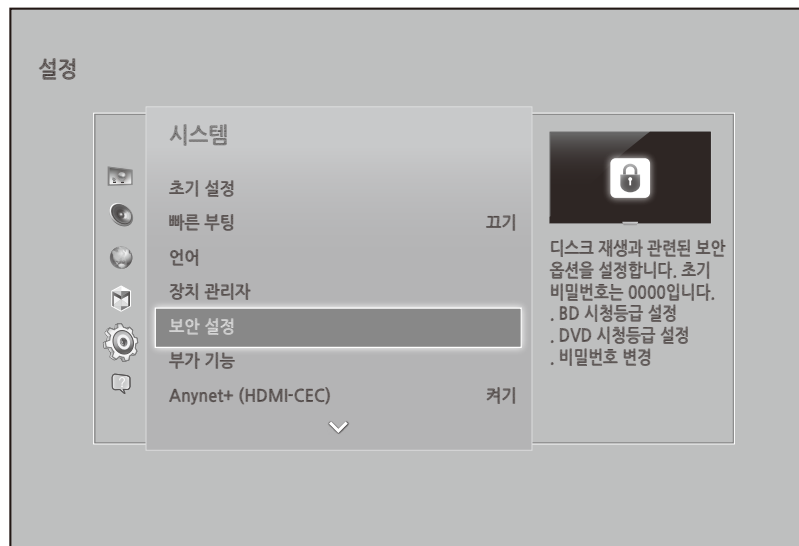 설정
시스템
초기 설정
빠른 부팅 끄기
언어
장치 관리자
보안 설정
부가 기능
Anynet+ (HDMI-CEC) 켜기
디스크 재생과 관련된 보안
옵션을 설정합니다. 초기
비밀번호는 0000입니다.
. BD 시청등급 설정
. DVD 시청등급 설정
. 비밀번호 변경